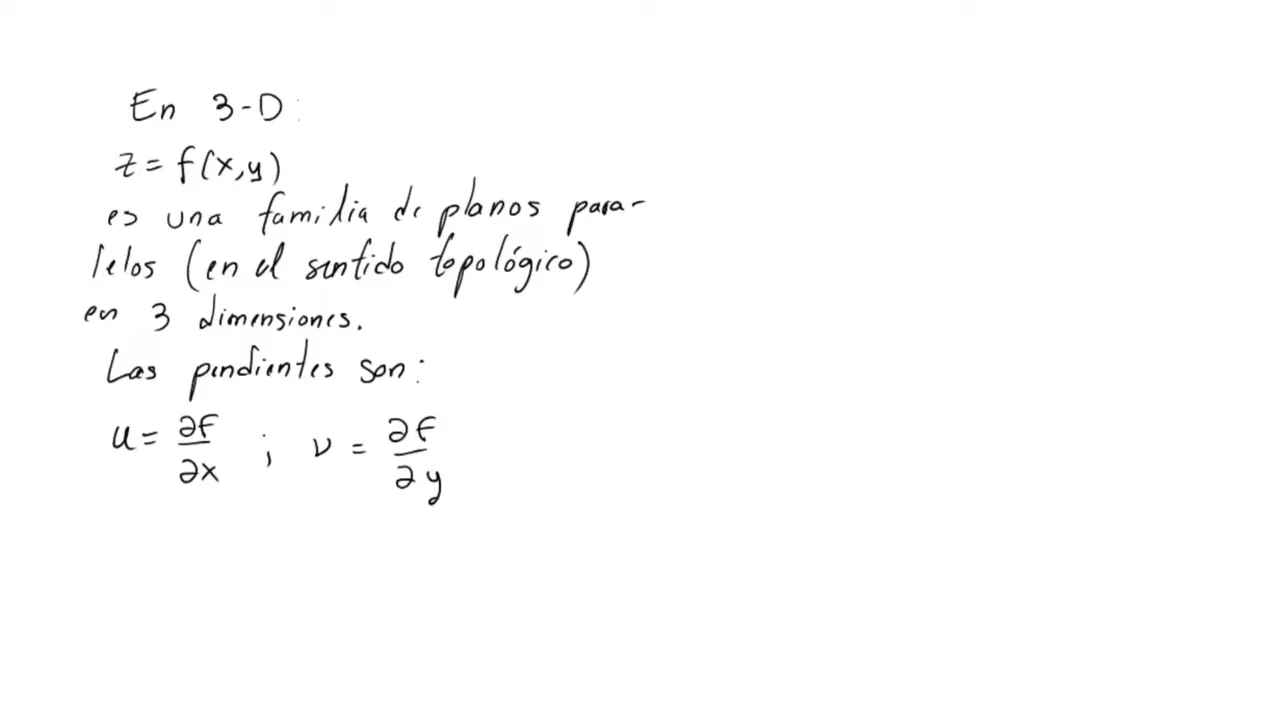 En 3-D:
z = f(x,y)
es una familia de planos para-
lelos (en el sentido topológico)
en 3 dimensiones.
Las pendientes son:
u = ∂f/∂x ; v = ∂f/∂y